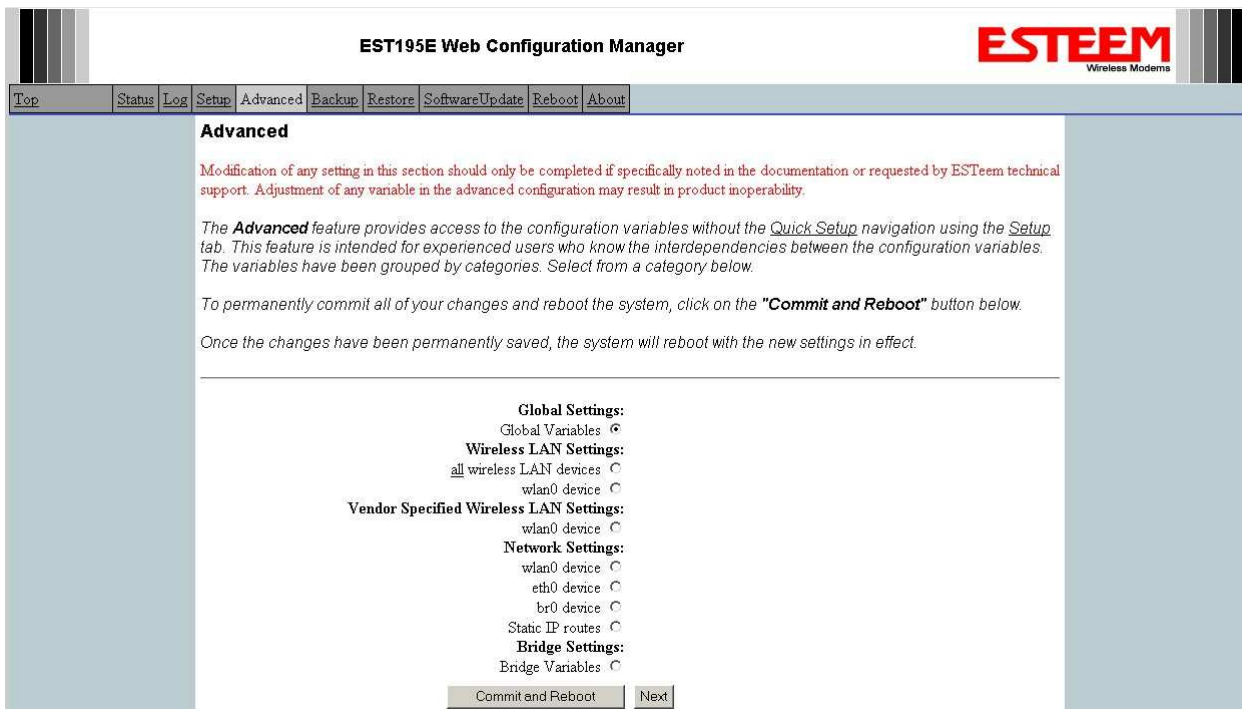 EST195E Web Configuration Manager
ESTEEM
Wireless Modems
Top Status Log Setup Advanced Backup Restore SoftwareUpdate Reboot About
Advanced
Modification of any setting in this section should only be completed if specifically noted in the documentation or requested by ESTeem technical
support. Adjustment of any variable in the advanced configuration may result in product inoperability.
The Advanced feature provides access to the configuration variables without the Quick Setup navigation using the Setup
tab. This feature is intended for experienced users who know the interdependencies between the configuration variables.
The variables have been grouped by categories. Select from a category below.
To permanently commit all of your changes and reboot the system, click on the "Commit and Reboot" button below.
Once the changes have been permanently saved, the system will reboot with the new settings in effect.
Global Settings:
Global Variables
Wireless LAN Settings:
all wireless LAN devices
wlan0 device
Vendor Specified Wireless LAN Settings:
wlan0 device
Network Settings:
wlan0 device
eth0 device
br0 device
Static IP routes
Bridge Settings:
Bridge Variables
Commit and Reboot Next